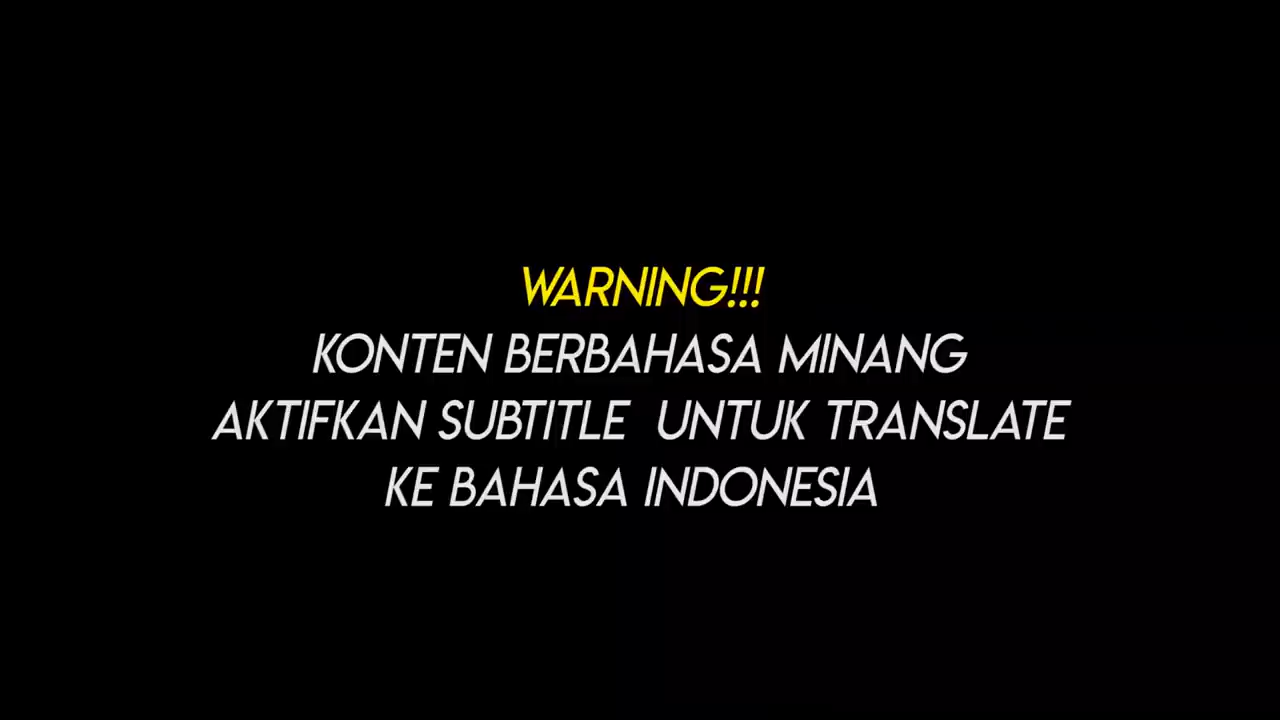 WARNING!!!
KONTEN BERBAHASA MINANG
AKTIFKAN SUBTITLE UNTUK TRANSLATE
KE BAHASA INDONESIA